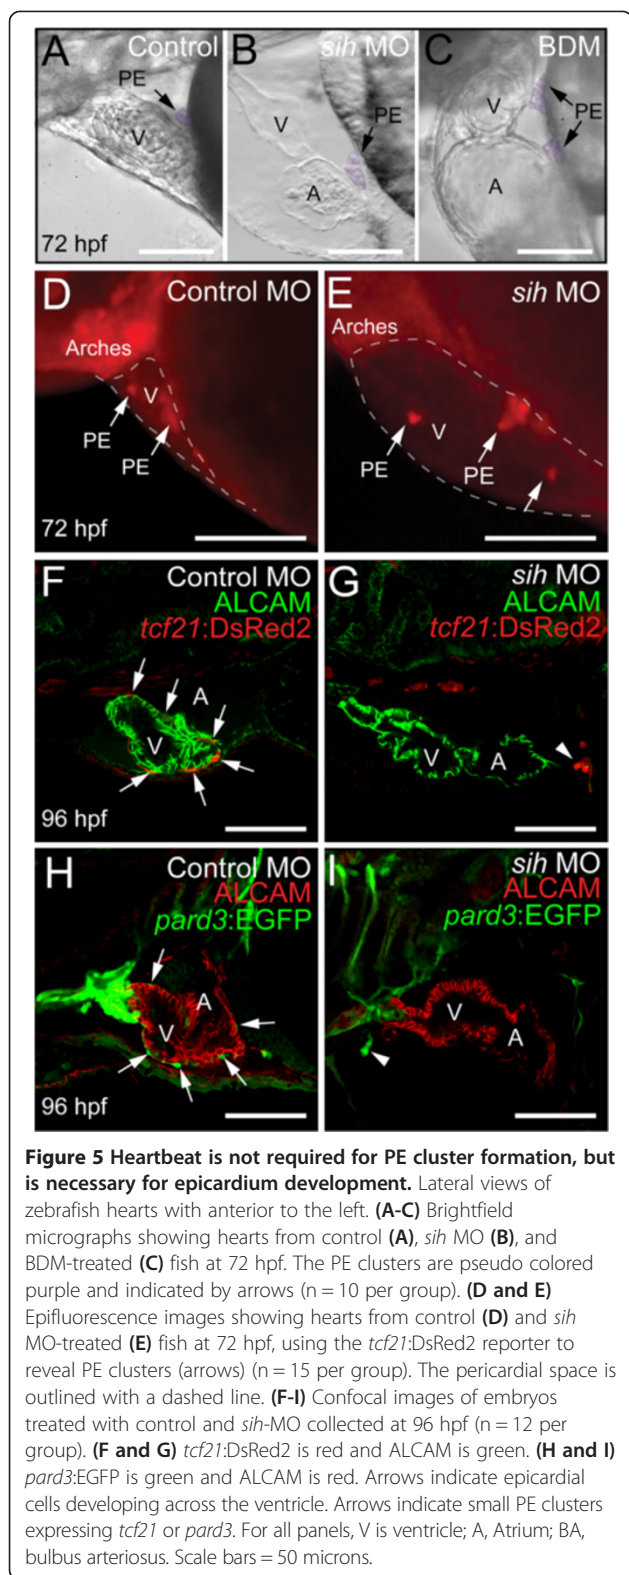 A Control
PE
V
72 hpf
B sih MO
V
PE
A
C BDM
V
PE
A
D Control MO
Arches
V
PE
PE
72 hpf
E sih MO
Arches
V
PE
PE
F Control MO
ALCAM
tcf21:DsRed2
A
V
96 hpf
G sih MO
ALCAM
tcf21:DsRed2
V
A
H Control MO
ALCAM
pard3:EGFP
A
V
96 hpf
I sih MO
ALCAM
pard3:EGFP
V
A
Figure 5 Heartbeat is not required for PE cluster formation, but
is necessary for epicardium development. Lateral views of
zebrafish hearts with anterior to the left. (A-C) Brightfield
micrographs showing hearts from control (A), sih MO (B), and
BDM-treated (C) fish at 72 hpf. The PE clusters are pseudo colored
purple and indicated by arrows (n = 10 per group). (D and E)
Epifluorescence images showing hearts from control (D) and sih
MO-treated (E) fish at 72 hpf, using the tcf21:DsRed2 reporter to
reveal PE clusters (arrows) (n = 15 per group). The pericardial space is
outlined with a dashed line. (F-I) Confocal images of embryos
treated with control and sih-MO collected at 96 hpf (n = 12 per
group). (F and G) tcf21:DsRed2 is red and ALCAM is green. (H and I)
pard3:EGFP is green and ALCAM is red. Arrows indicate epicardial
cells developing across the ventricle. Arrows indicate small PE clusters
expressing tcf21 or pard3. For all panels, V is ventricle; A, Atrium; BA,
bulbus arteriosus. Scale bars = 50 microns.